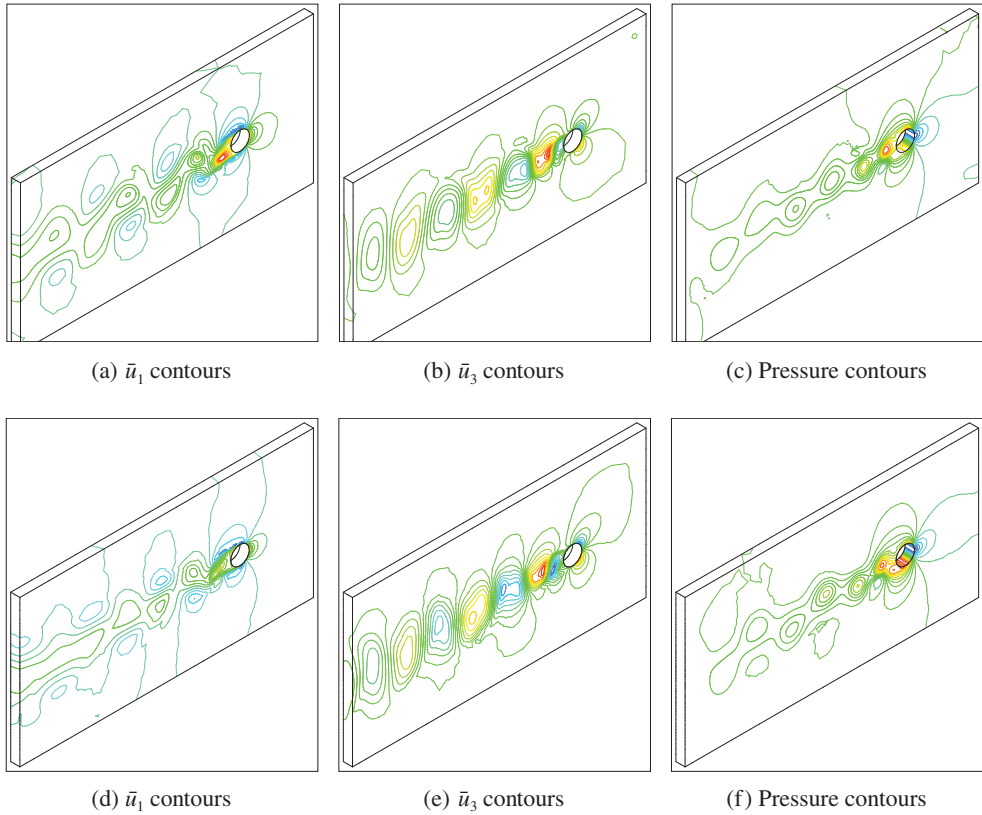 (a) ū₁ contours
(b) ū₃ contours
(c) Pressure contours
(d) ū₁ contours
(e) ū₃ contours
(f) Pressure contours